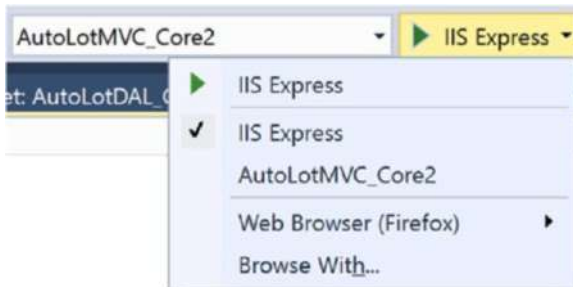 AutoLotMVC_Core2 IIS Express
et: AutoLotDAL_
IIS Express
IIS Express
AutoLotMVC_Core2
Web Browser (Firefox)
Browse With...